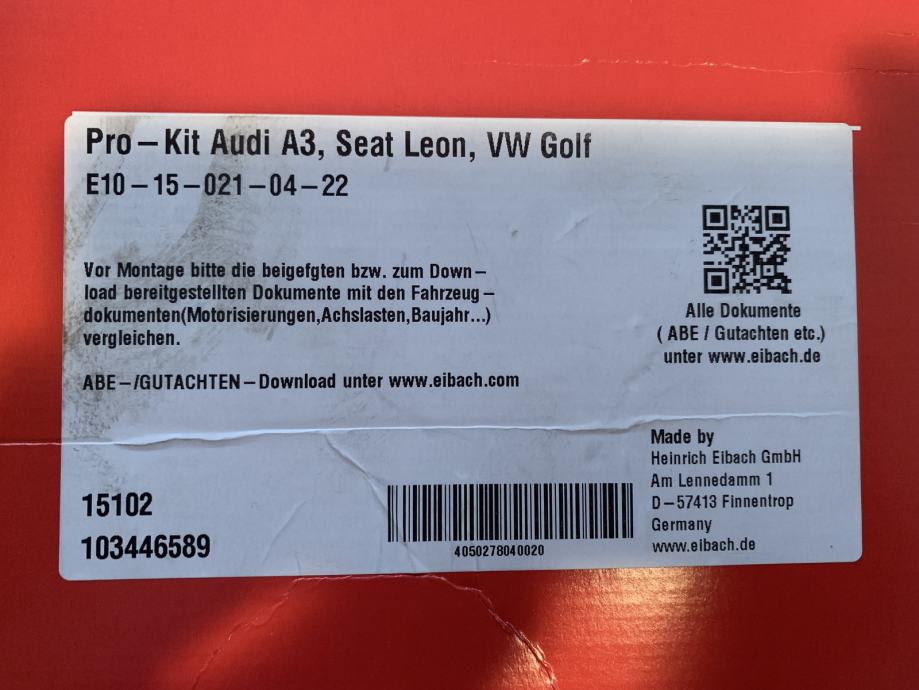 Pro-Kit Audi A3, Seat Leon, VW Golf
E10-15-021-04-22
Vor Montage bitte die beigefgten bzw. zum Down-
load bereitgestellten Dokumente mit den Fahrzeug-
dokumenten(Motorisierungen,Achslasten,Baujahr...)
vergleichen.
ABE-/GUTACHTEN-Download unter www.eibach.com
Alle Dokumente
( ABE / Gutachten etc.)
unter www.eibach.de
15102
103446589
4050278040020
Made by
Heinrich Eibach GmbH
Am Lennedamm 1
D-57413 Finnentrop
Germany
www.eibach.de